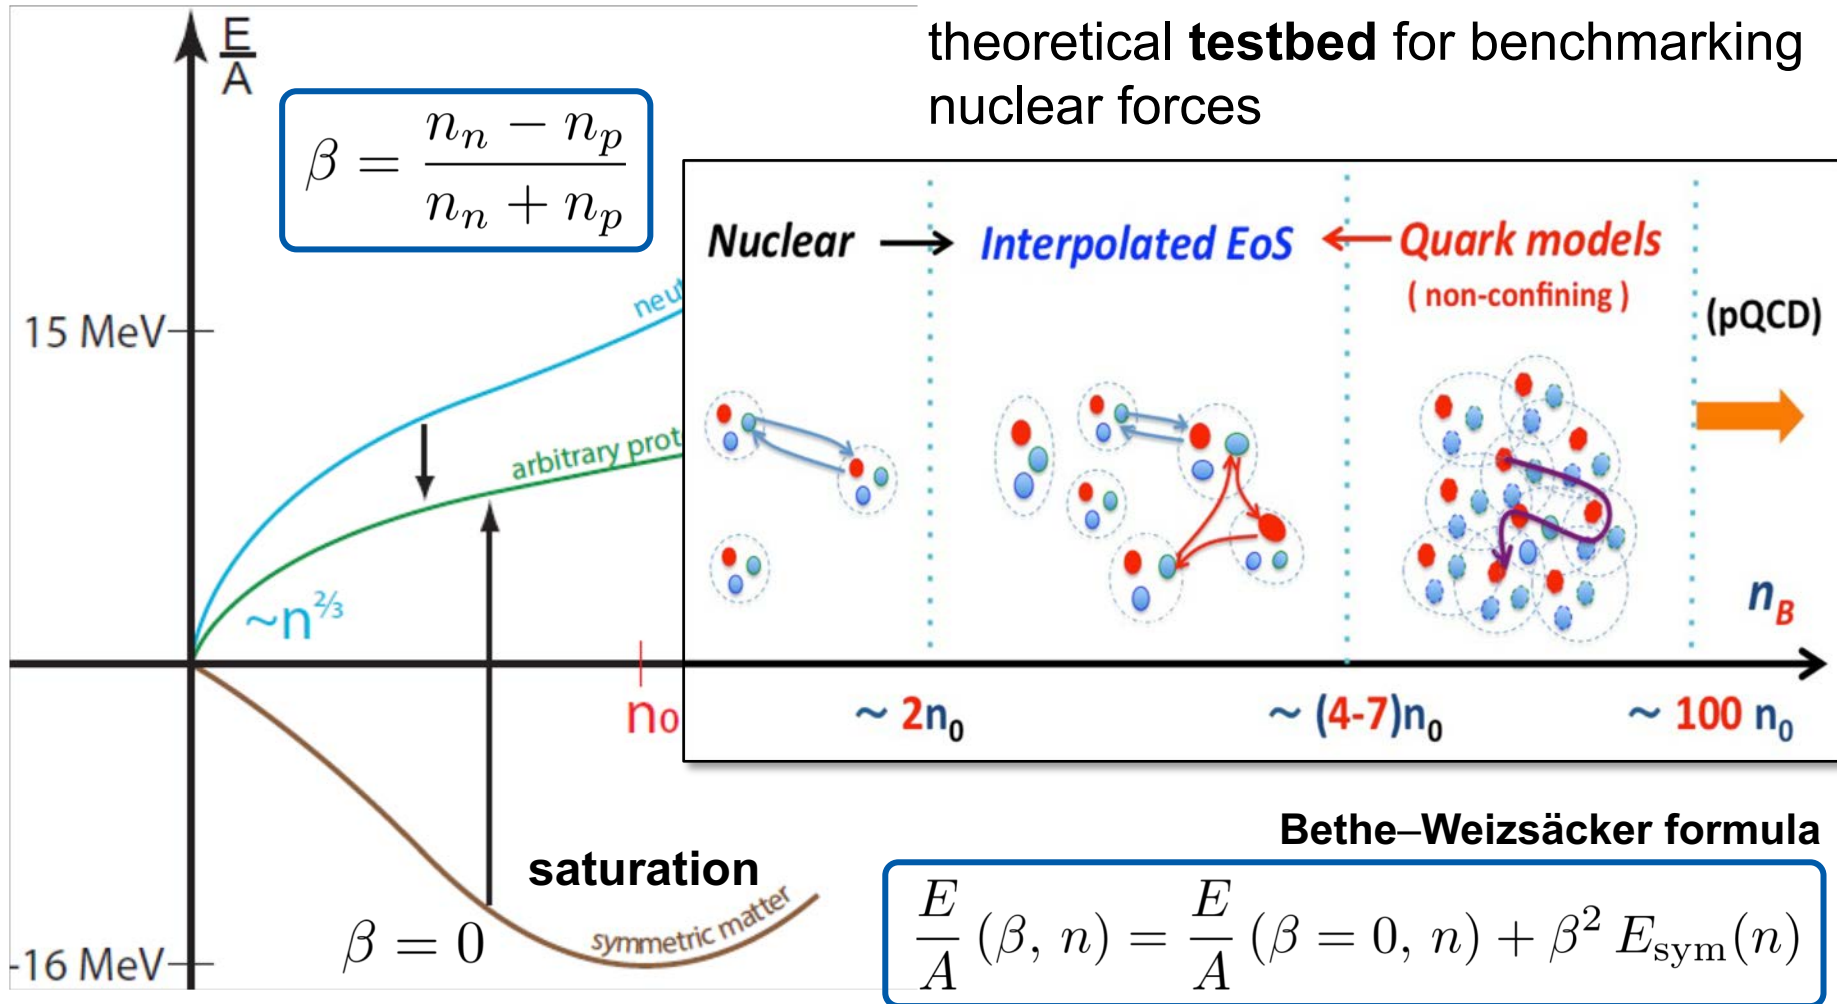 E
A
theoretical testbed for benchmarking
nuclear forces
β = (n_n − n_p) / (n_n + n_p)
Nuclear
Interpolated EoS
Quark models
( non-confining )
(pQCD)
15 MeV
neut
arbitrary prot
~n^⅔
n_B
n₀
~ 2n₀
~ (4-7)n₀
~ 100 n₀
saturation
symmetric matter
β = 0
-16 MeV
Bethe–Weizsäcker formula
E/A (β, n) = E/A (β = 0, n) + β² E_sym(n)